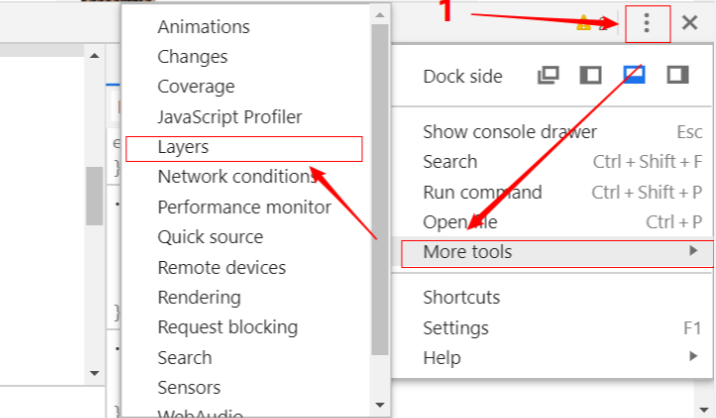 1
Animations
Changes
Coverage
JavaScript Profiler
Layers
Network conditions
Performance monitor
Quick source
Remote devices
Rendering
Request blocking
Search
Sensors
WebAudio
Dock side
Show console drawer Esc
Search Ctrl + Shift + F
Run command Ctrl + Shift + P
Open file Ctrl + P
More tools
Shortcuts
Settings F1
Help